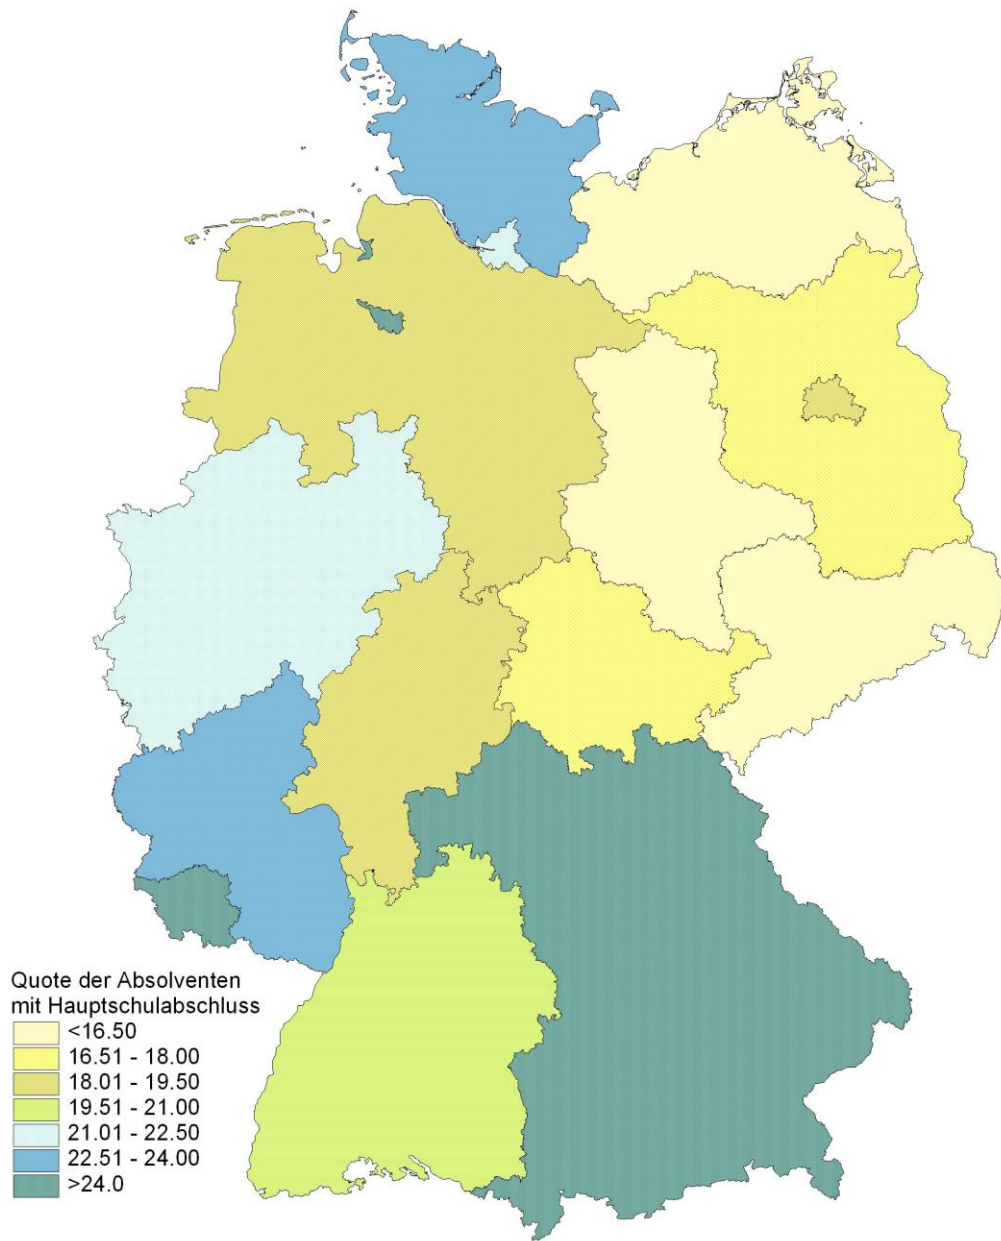 Quote der Absolventen
mit Hauptschulabschluss
<16.50
16.51 - 18.00
18.01 - 19.50
19.51 - 21.00
21.01 - 22.50
22.51 - 24.00
>24.0